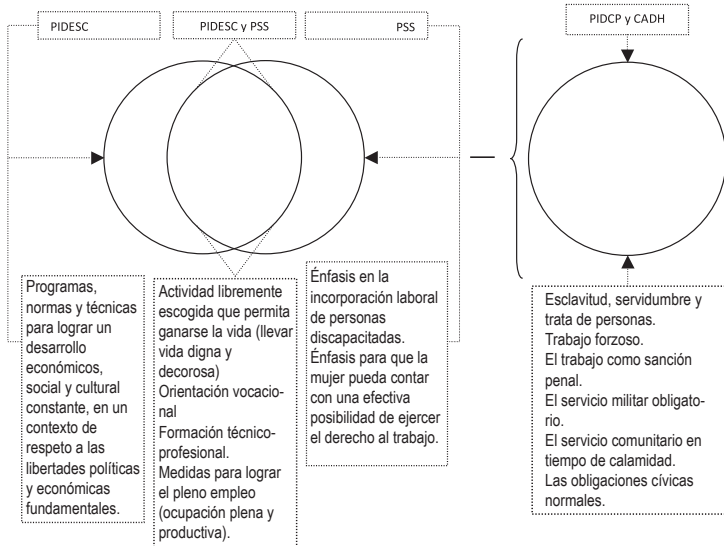 PIDESC
PIDESC y PSS
PSS
PIDCP y CADH
Programas,
normas y técnicas
para lograr un
desarrollo
económicos,
social y cultural
constante, en un
contexto de
respeto a las
libertades políticas
y económicas
fundamentales.
Actividad libremente
escogida que permita
ganarse la vida (llevar
vida digna y
decorosa)
Orientación vocacio-
nal
Formación técnico-
profesional.
Medidas para lograr
el pleno empleo
(ocupación plena y
productiva).
Énfasis en la
incorporación laboral
de personas
discapacitadas.
Énfasis para que la
mujer pueda contar
con una efectiva
posibilidad de ejercer
el derecho al trabajo.
Esclavitud, servidumbre y
trata de personas.
Trabajo forzoso.
El trabajo como sanción
penal.
El servicio militar obligato-
rio.
El servicio comunitario en
tiempo de calamidad.
Las obligaciones cívicas
normales.